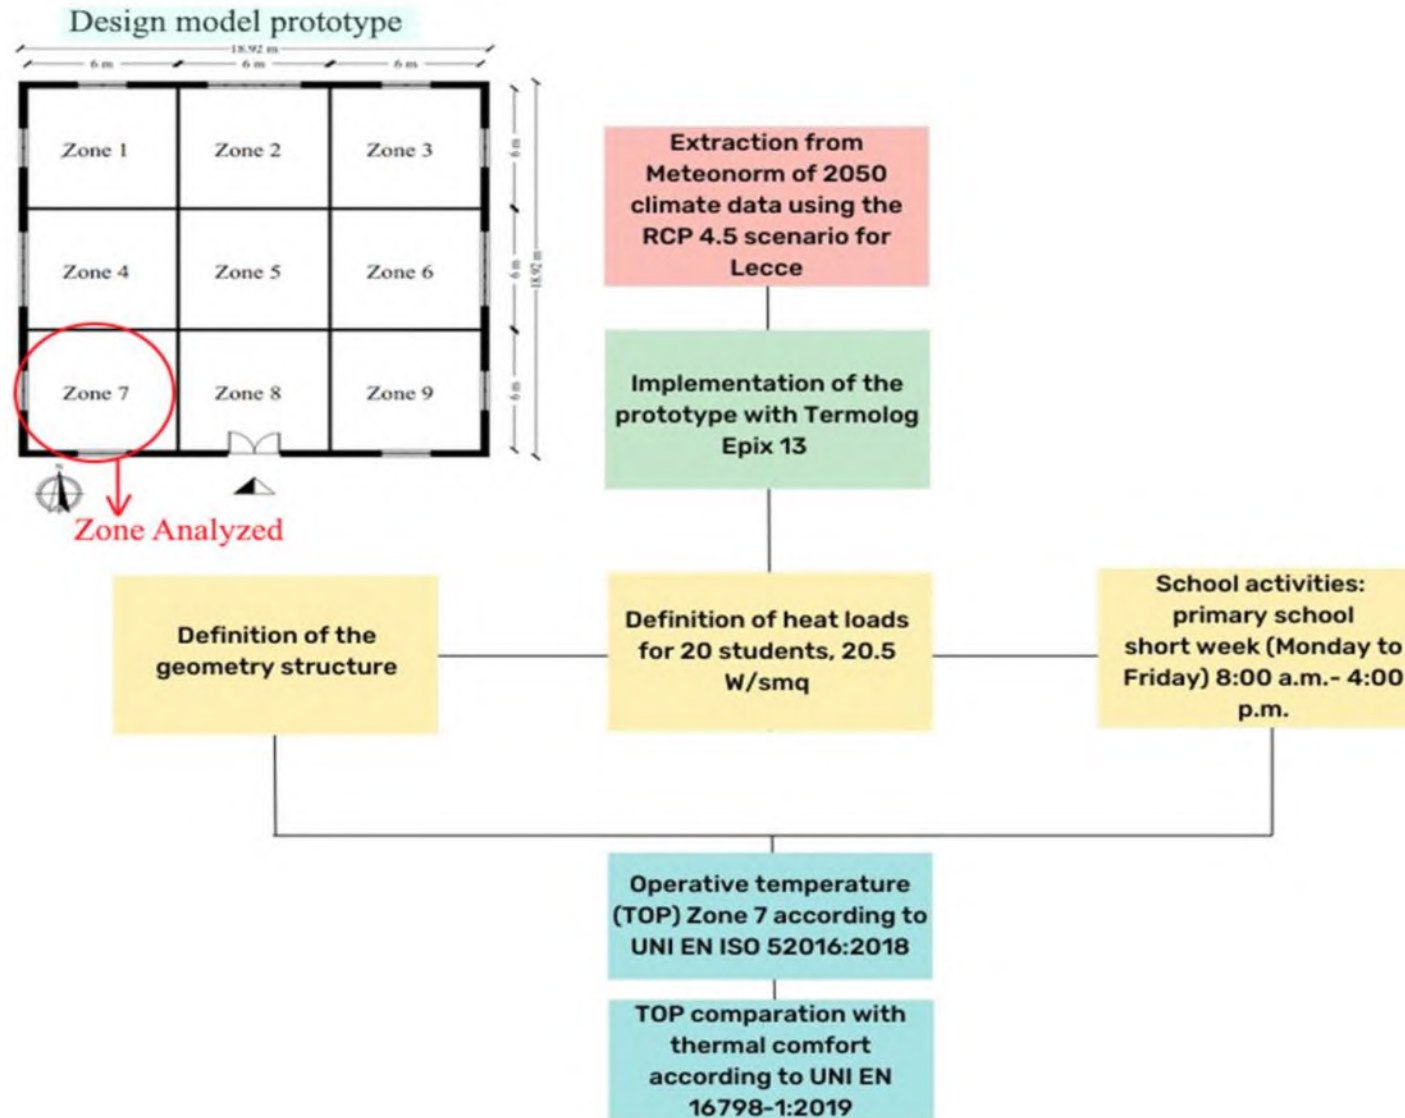 Design model prototype
18.92 m
6 m
6 m
6 m
Zone 1
Zone 2
Zone 3
6 m
Zone 4
Zone 5
Zone 6
6 m
18.92 m
Zone 7
Zone 8
Zone 9
6 m
N
Zone Analyzed
Extraction from
Meteonorm of 2050
climate data using the
RCP 4.5 scenario for
Lecce
Implementation of the
prototype with Termolog
Epix 13
Definition of the
geometry structure
Definition of heat loads
for 20 students, 20.5
W/smq
School activities:
primary school
short week (Monday to
Friday) 8:00 a.m.- 4:00
p.m.
Operative temperature
(TOP) Zone 7 according to
UNI EN ISO 52016:2018
TOP comparation with
thermal comfort
according to UNI EN
16798-1:2019